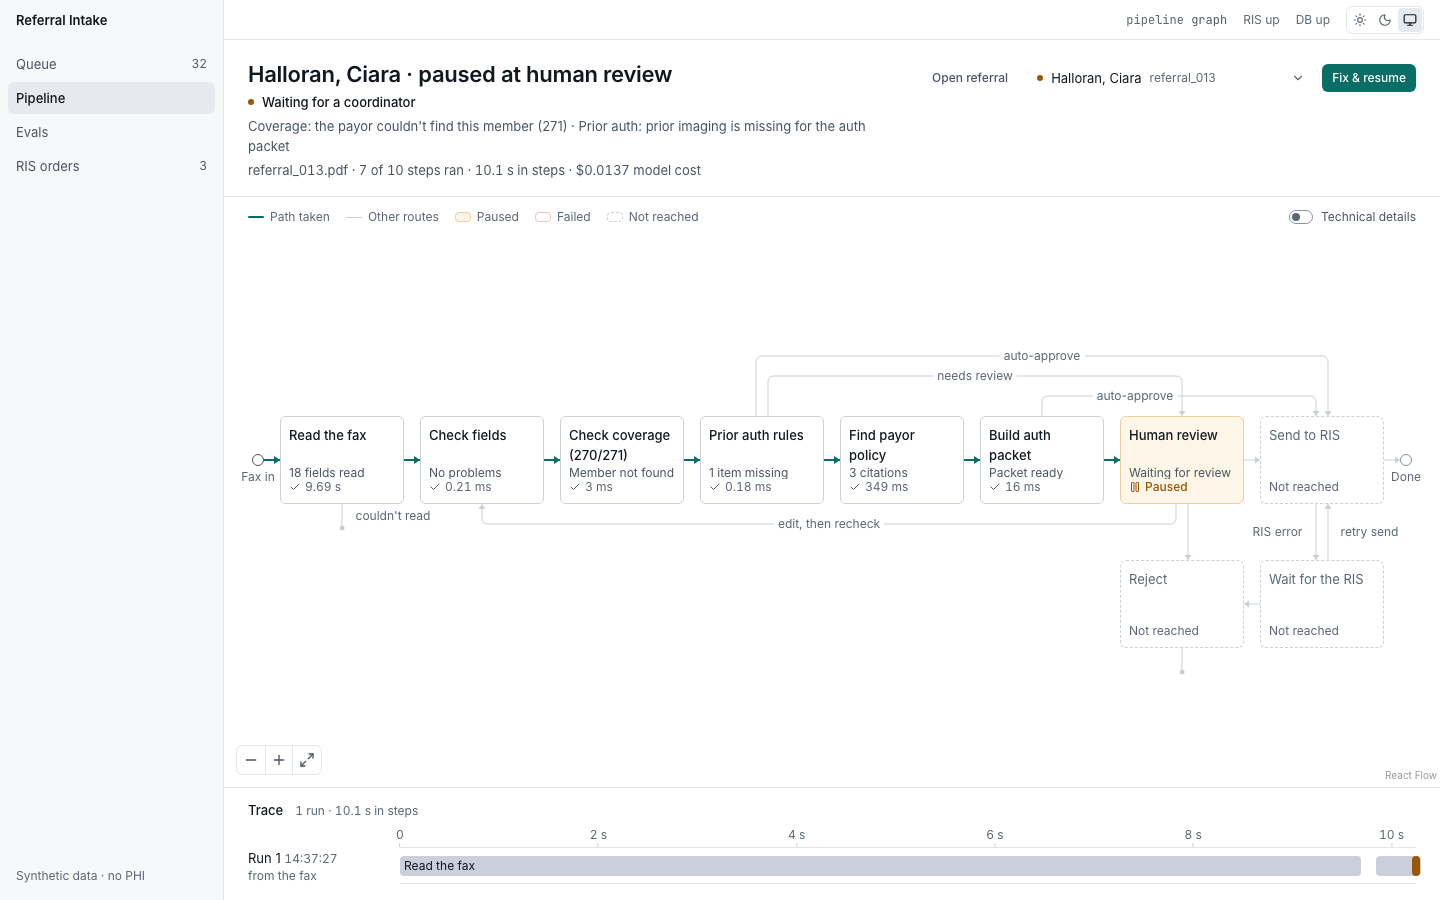 Referral Intake
pipeline graph
RIS up
DB up
Queue 32
Pipeline
Evals
RIS orders 3
Synthetic data · no PHI
Halloran, Ciara · paused at human review
Waiting for a coordinator
Coverage: the payor couldn't find this member (271) · Prior auth: prior imaging is missing for the auth
packet
referral_013.pdf · 7 of 10 steps ran · 10.1 s in steps · $0.0137 model cost
Open referral
Halloran, Ciara referral_013
Fix & resume
Path taken
Other routes
Paused
Failed
Not reached
Technical details
auto-approve
needs review
auto-approve
Fax in
Read the fax
18 fields read
9.69 s
Check fields
No problems
0.21 ms
Check coverage
(270/271)
Member not found
3 ms
Prior auth rules
1 item missing
0.18 ms
Find payor
policy
3 citations
349 ms
Build auth
packet
Packet ready
16 ms
Human review
Waiting for review
Paused
Send to RIS
Not reached
Done
couldn't read
edit, then recheck
RIS error
retry send
Reject
Not reached
Wait for the RIS
Not reached
React Flow
Trace
1 run · 10.1 s in steps
0
2 s
4 s
6 s
8 s
10 s
Run 1 14:37:27
from the fax
Read the fax